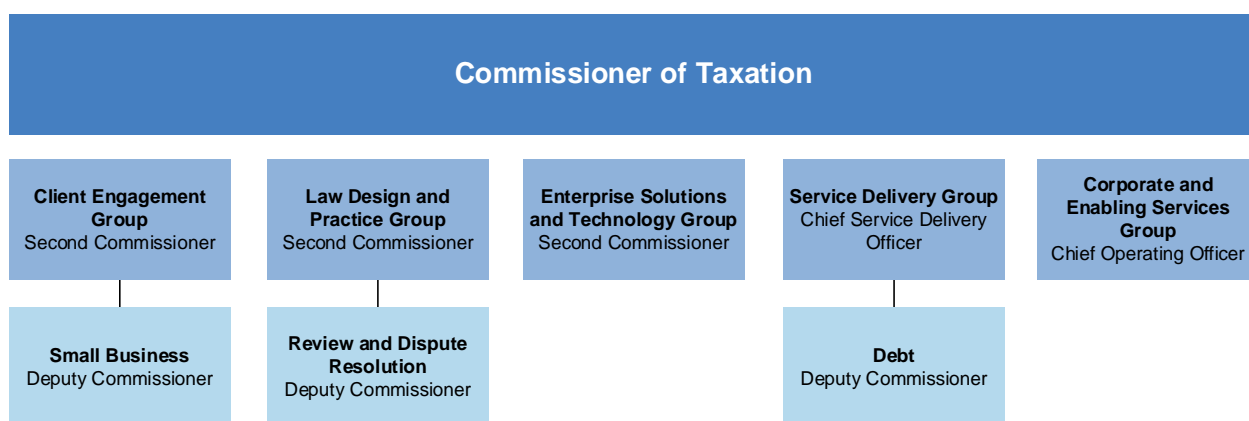 Commissioner of Taxation
Client Engagement
Group
Second Commissioner
Law Design and
Practice Group
Second Commissioner
Enterprise Solutions
and Technology Group
Second Commissioner
Service Delivery Group
Chief Service Delivery
Officer
Corporate and
Enabling Services
Group
Chief Operating Officer
Small Business
Deputy Commissioner
Review and Dispute
Resolution
Deputy Commissioner
Debt
Deputy Commissioner